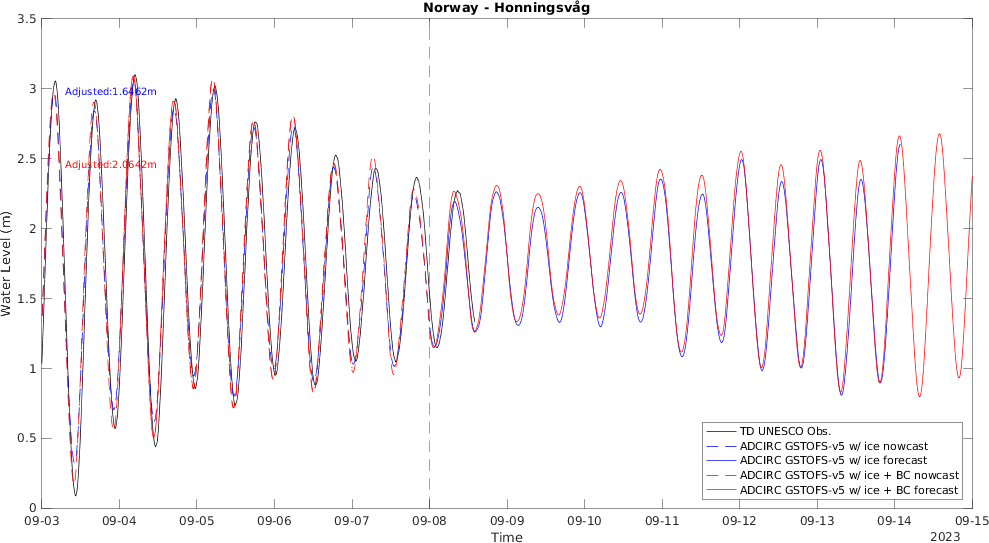 Norway - Honningsvåg
3.5
3
2.5
2
1.5
1
0.5
0
Water Level (m)
Adjusted:1.6462m
Adjusted:2.0642m
TD UNESCO Obs.
ADCIRC GSTOFS-v5 w/ ice nowcast
ADCIRC GSTOFS-v5 w/ ice forecast
ADCIRC GSTOFS-v5 w/ ice + BC nowcast
ADCIRC GSTOFS-v5 w/ ice + BC forecast
09-03 09-04 09-05 09-06 09-07 09-08 09-09 09-10 09-11 09-12 09-13 09-14 09-15
Time
2023